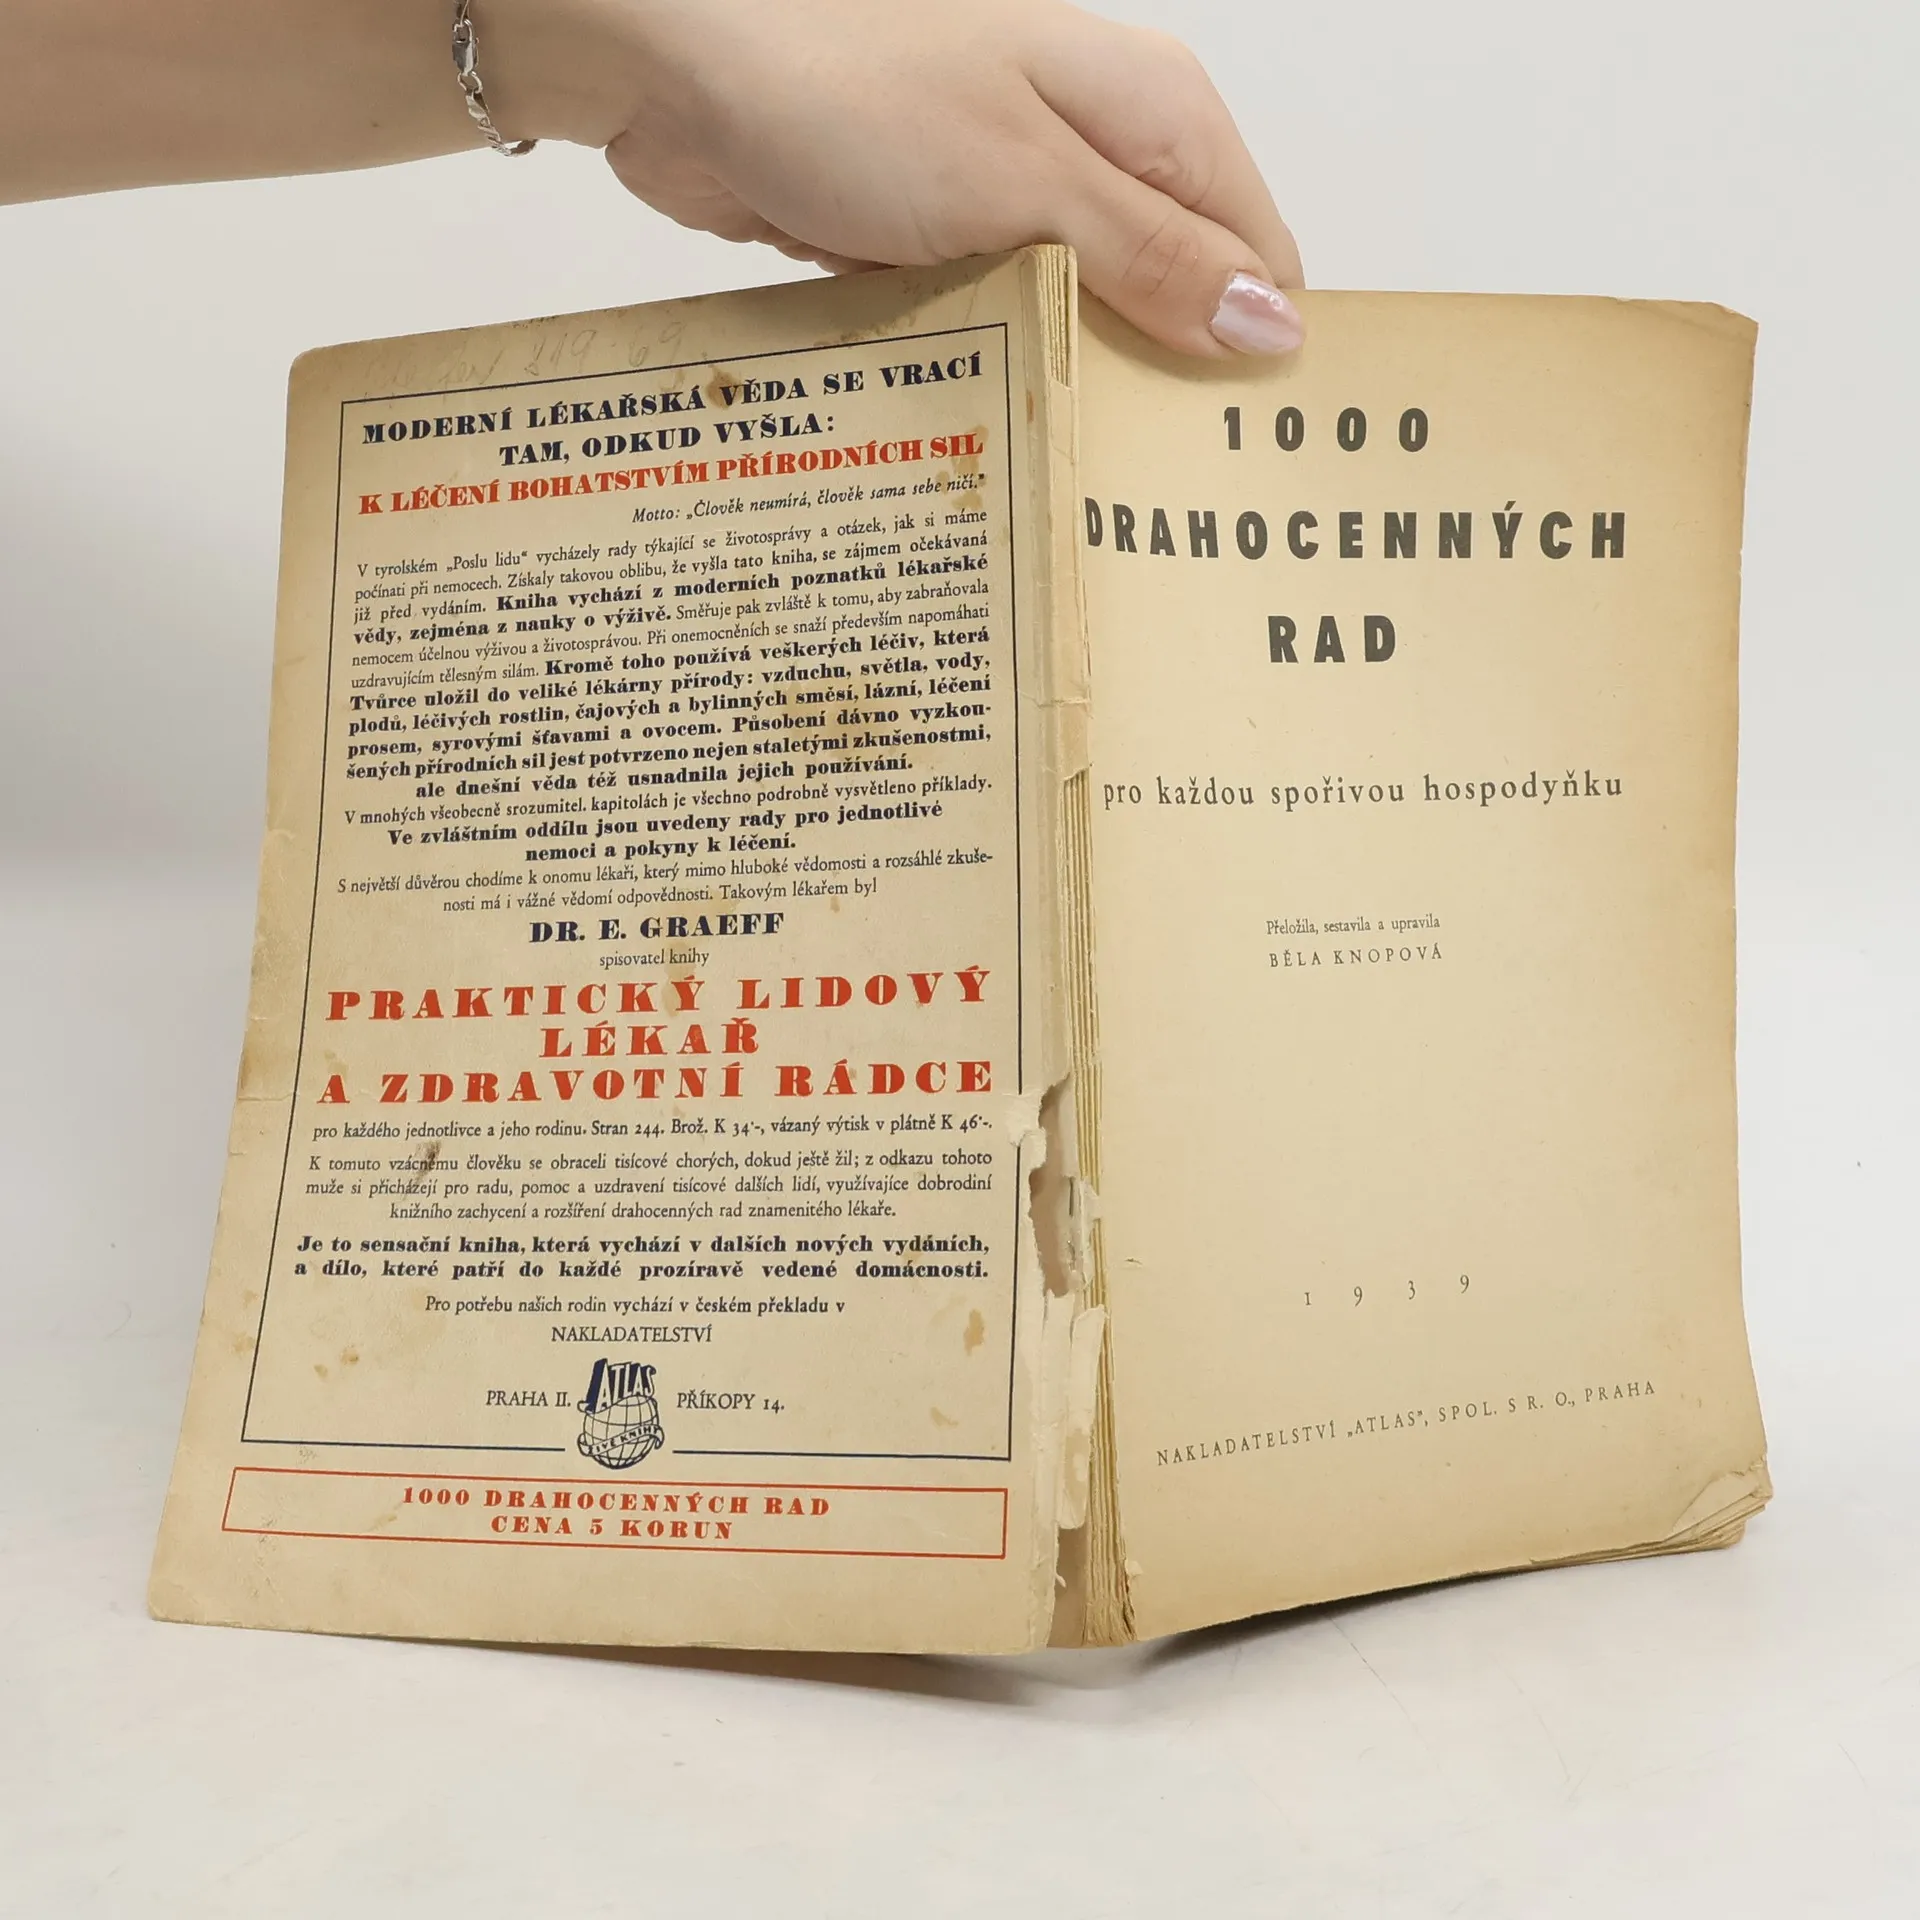 MODERNÍ LÉKAŘSKÁ VĚDA SE VRACÍ
TAM, ODKUD VYŠLA:
K LÉČENÍ BOHATSTVÍM PŘÍRODNÍCH SIL
Motto: „Člověk neumírá, člověk sama sebe ničí.“
V tyrolském „Poslu lidu“ vycházely rady týkající se životosprávy a otázek, jak si máme
počínati při nemocech. Získaly takovou oblibu, že vyšla tato kniha, se zájmem očekávaná
již před vydáním. Kniha vychází z moderních poznatků lékařské
vědy, zejména z nauky o výživě. Směřuje pak zvláště k tomu, aby zabraňovala
nemocem účelnou výživou a životosprávou. Při onemocněních se snaží především napomáhati
uzdravujícím tělesným silám. Kromě toho používá veškerých léčiv, která
Tvůrce uložil do veliké lékárny přírody: vzduchu, světla, vody,
plodů, léčivých rostlin, čajových a bylinných směsí, lázní, léčení
prosem, syrovými šťavami a ovocem. Působení dávno vyzkou-
šených přírodních sil jest potvrzeno nejen staletými zkušenostmi,
ale dnešní věda též usnadnila jejich používání.
V mnohých všeobecně srozumitel. kapitolách je všechno podrobně vysvětleno příklady.
Ve zvláštním oddílu jsou uvedeny rady pro jednotlivé
nemoci a pokyny k léčení.
S největší důvěrou chodíme k onomu lékaři, který mimo hluboké vědomosti a rozsáhlé zkuše-
nosti má i vážné vědomí odpovědnosti. Takovým lékařem byl
DR. E. GRAEFF
spisovatel knihy
PRAKTICKÝ LIDOVÝ
LÉKAŘ
A ZDRAVOTNÍ RÁDCE
pro každého jednotlivce a jeho rodinu. Stran 244. Brož. K 34·-, vázaný výtisk v plátně K 46·-.
K tomuto vzácnému člověku se obraceli tisícové chorých, dokud ještě žil; z odkazu tohoto
muže si přicházejí pro radu, pomoc a uzdravení tisícové dalších lidí, využívajíce dobrodiní
knižního zachycení a rozšíření drahocenných rad znamenitého lékaře.
Je to sensační kniha, která vychází v dalších nových vydáních,
a dílo, které patří do každé prozíravě vedené domácnosti.
Pro potřebu našich rodin vychází v českém překladu v
NAKLADATELSTVÍ
PRAHA II. ATLAS PŘÍKOPY 14.
ŽIVÉ KNIHY
1000 DRAHOCENNÝCH RAD
CENA 5 KORUN
1000
DRAHOCENNÝCH
RAD
pro každou spořivou hospodyňku
Přeložila, sestavila a upravila
BĚLA KNOPOVÁ
1939
NAKLADATELSTVÍ „ATLAS“, SPOL. S R. O., PRAHA